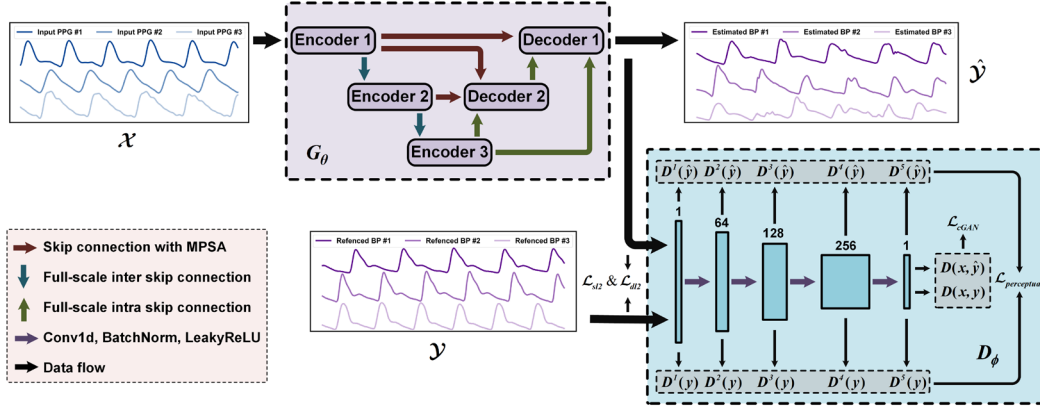 Input PPG #1 Input PPG #2 Input PPG #3
𝒳
Encoder 1
Decoder 1
Encoder 2
Decoder 2
Encoder 3
G_θ
Estimated BP #1 Estimated BP #2 Estimated BP #3
𝒴̂
Skip connection with MPSA
Full-scale inter skip connection
Full-scale intra skip connection
Conv1d, BatchNorm, LeakyReLU
Data flow
Refenced BP #1 Refenced BP #2 Refenced BP #3
𝒴
ℒ_sl2 & ℒ_dl2
D¹(ŷ) D²(ŷ) D³(ŷ) D⁴(ŷ) D⁵(ŷ)
1 64 128 256 1
ℒ_cGAN
D(x, ŷ)
D(x, y)
ℒ_perceptual
D_ϕ
D¹(y) D²(y) D³(y) D⁴(y) D⁵(y)